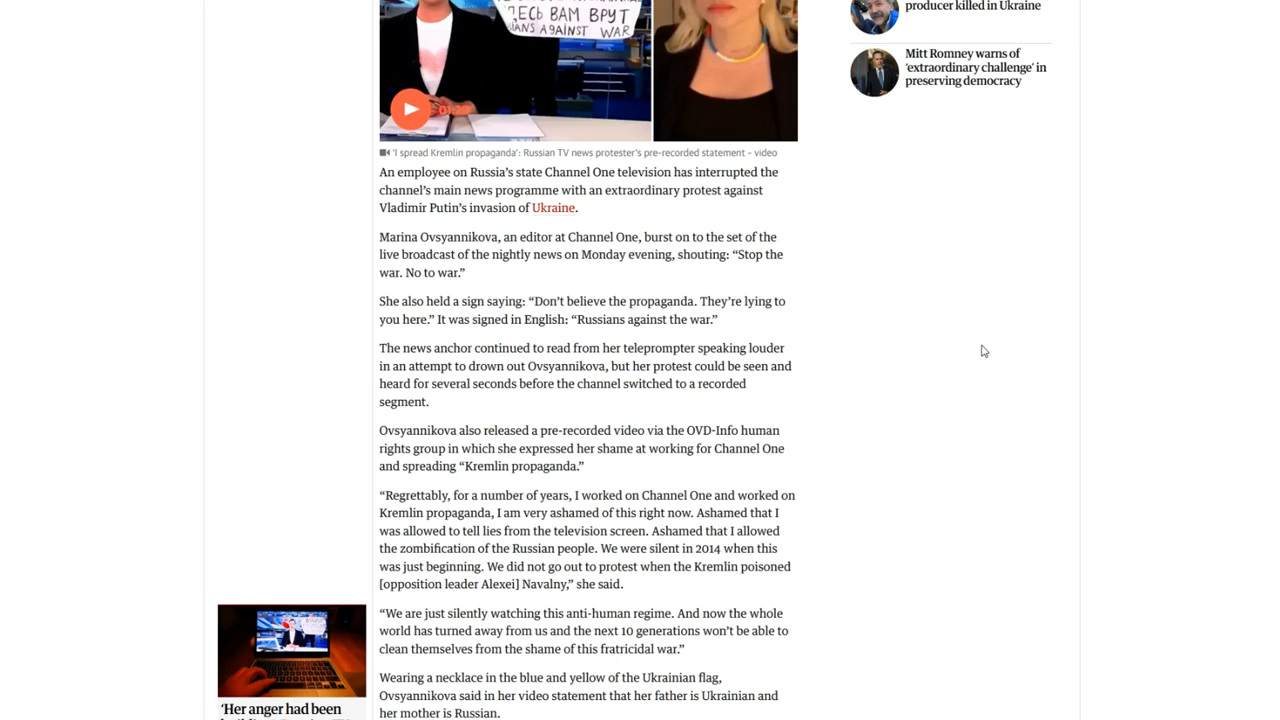 ЗДЕСЬ ВАМ ВРУТ
IANS AGAINST WAR
01:20
'I spread Kremlin propaganda': Russian TV news protester's pre-recorded statement – video
An employee on Russia's state Channel One television has interrupted the
channel's main news programme with an extraordinary protest against
Vladimir Putin's invasion of Ukraine.
Marina Ovsyannikova, an editor at Channel One, burst on to the set of the
live broadcast of the nightly news on Monday evening, shouting: “Stop the
war. No to war.”
She also held a sign saying: “Don't believe the propaganda. They're lying to
you here.” It was signed in English: “Russians against the war.”
The news anchor continued to read from her teleprompter speaking louder
in an attempt to drown out Ovsyannikova, but her protest could be seen and
heard for several seconds before the channel switched to a recorded
segment.
Ovsyannikova also released a pre-recorded video via the OVD-Info human
rights group in which she expressed her shame at working for Channel One
and spreading “Kremlin propaganda.”
“Regrettably, for a number of years, I worked on Channel One and worked on
Kremlin propaganda, I am very ashamed of this right now. Ashamed that I
was allowed to tell lies from the television screen. Ashamed that I allowed
the zombification of the Russian people. We were silent in 2014 when this
was just beginning. We did not go out to protest when the Kremlin poisoned
[opposition leader Alexei] Navalny,” she said.
“We are just silently watching this anti-human regime. And now the whole
world has turned away from us and the next 10 generations won't be able to
clean themselves from the shame of this fratricidal war.”
Wearing a necklace in the blue and yellow of the Ukrainian flag,
Ovsyannikova said in her video statement that her father is Ukrainian and
her mother is Russian.
'Her anger had been
producer killed in Ukraine
Mitt Romney warns of
‘extraordinary challenge’ in
preserving democracy